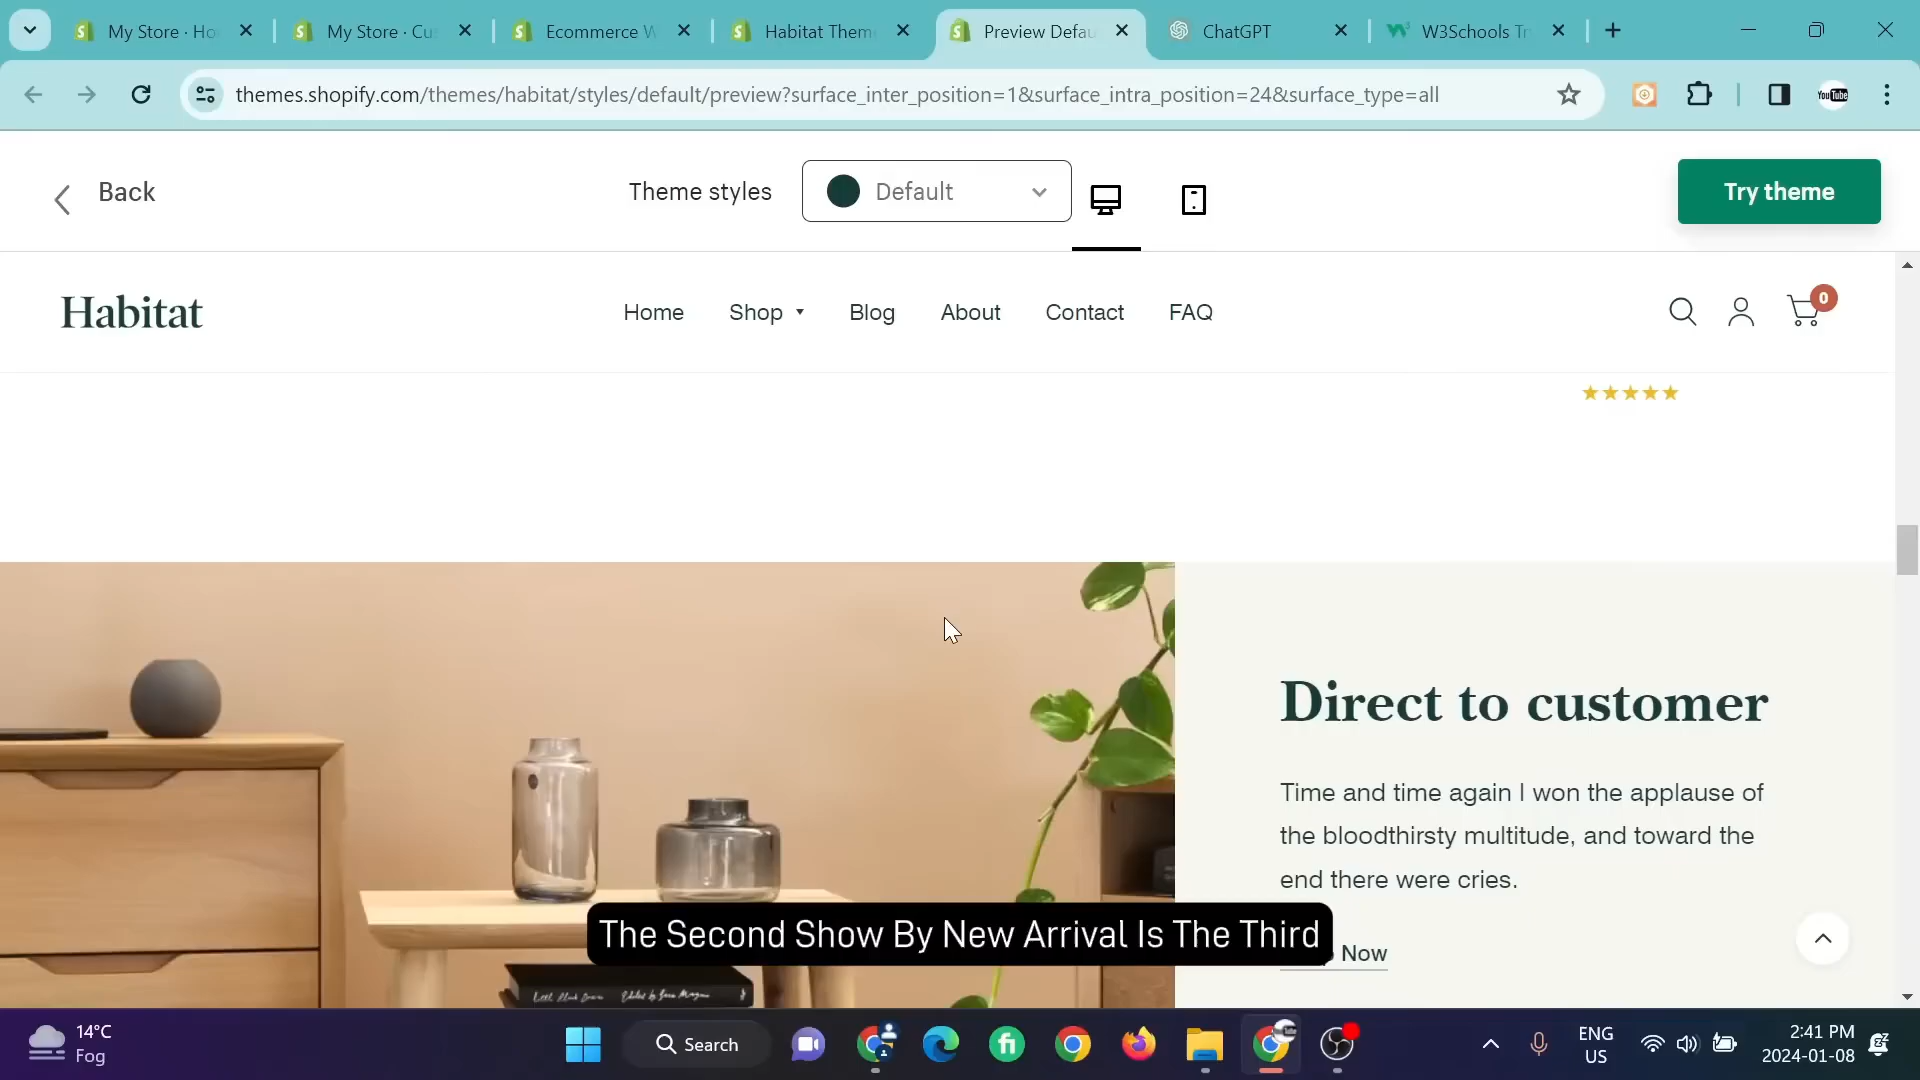 My Store · Ho
My Store · Cu
Ecommerce W
Habitat Them
Preview Defau
ChatGPT
W3Schools Tr
themes.shopify.com/themes/habitat/styles/default/preview?surface_inter_position=1&surface_intra_position=24&surface_type=all
YouTube
Back
Theme styles
Default
Try theme
Habitat
Home
Shop
Blog
About
Contact
FAQ
0
Direct to customer
Time and time again I won the applause of
the bloodthirsty multitude, and toward the
end there were cries.
Now
The Second Show By New Arrival Is The Third
14°C
Fog
Search
ENG
US
2:41 PM
2024-01-08